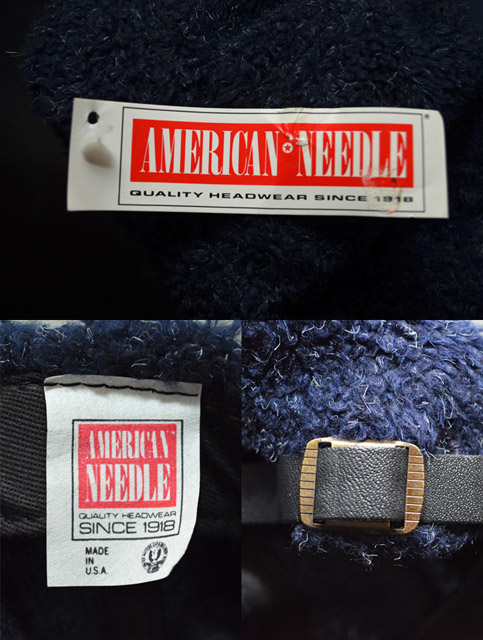 AMERICAN NEEDLE
®
QUALITY HEADWEAR SINCE 1918
AMERICAN
NEEDLE
QUALITY HEADWEAR
SINCE 1918
MADE
IN
U.S.A.